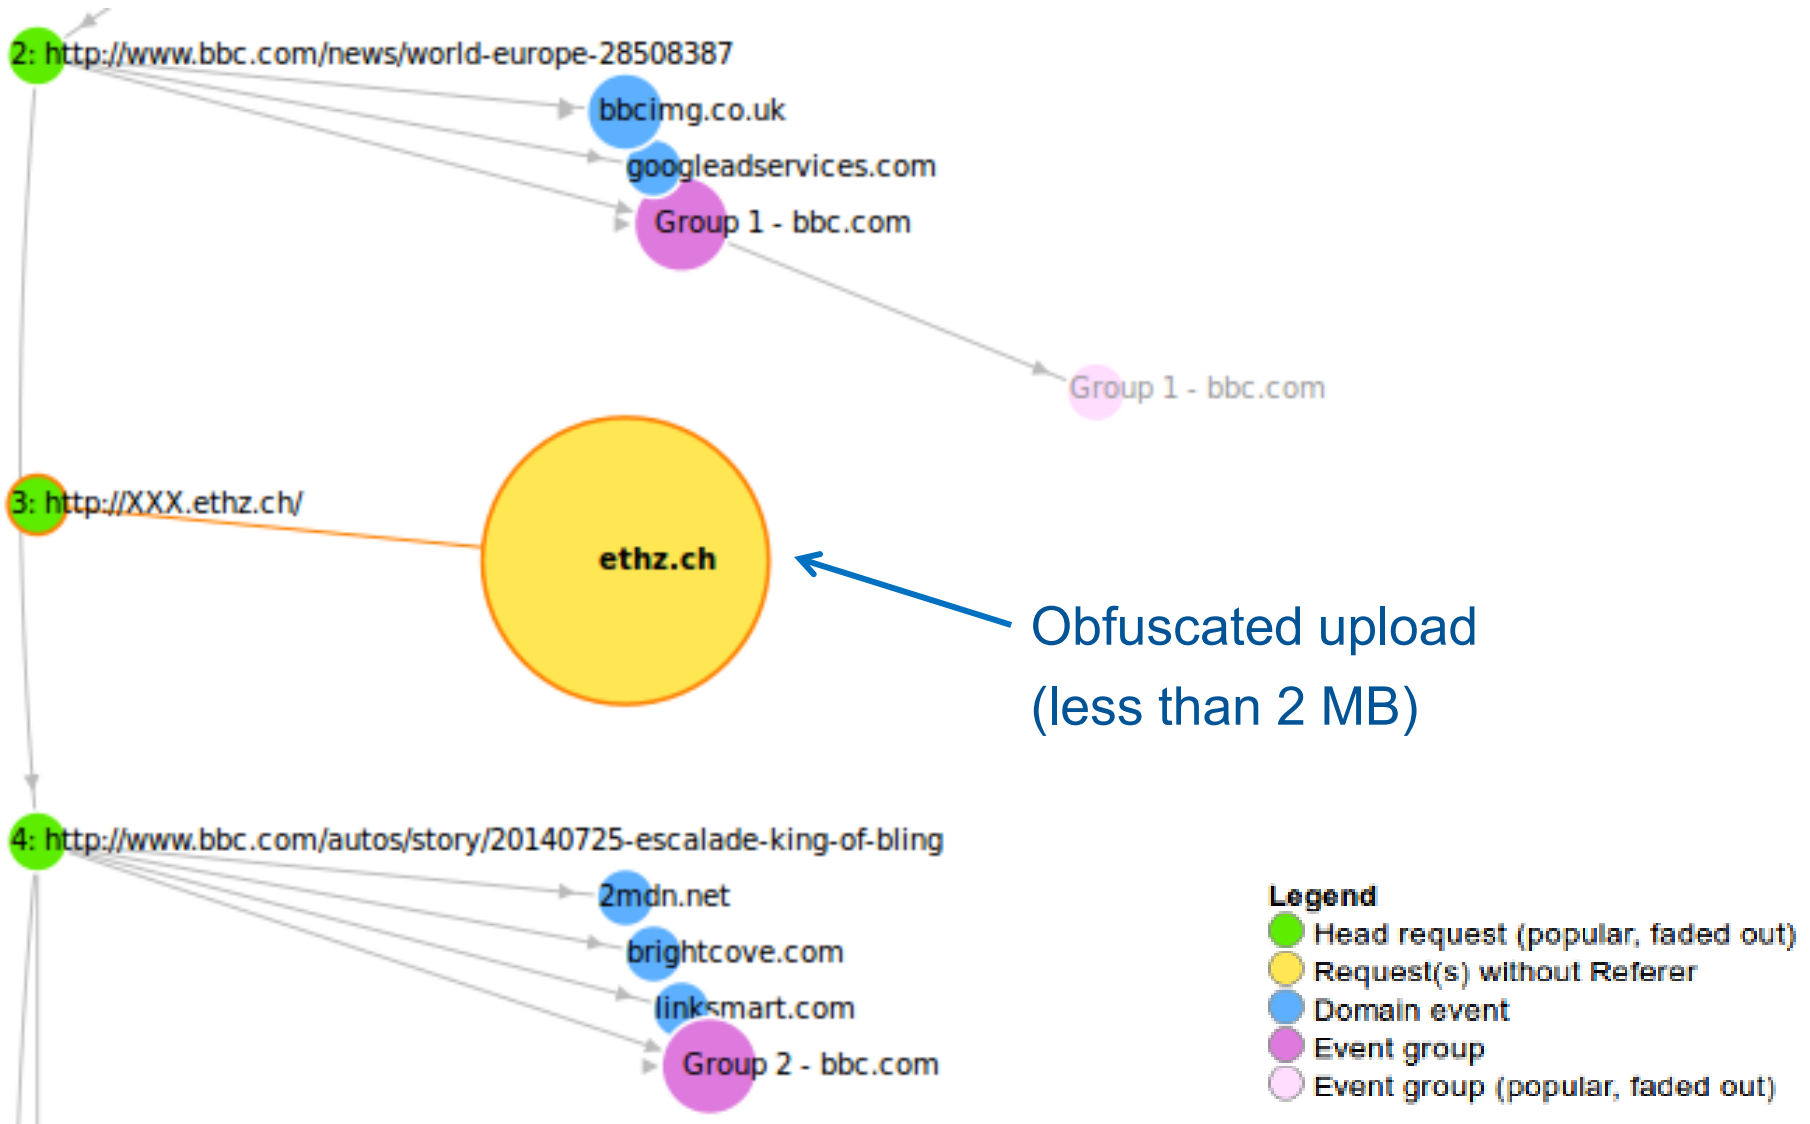 2: http://www.bbc.com/news/world-europe-28508387
bbcimg.co.uk
googleadservices.com
Group 1 - bbc.com
Group 1 - bbc.com
3: http://XXX.ethz.ch/
ethz.ch
Obfuscated upload
(less than 2 MB)
4: http://www.bbc.com/autos/story/20140725-escalade-king-of-bling
2mdn.net
brightcove.com
linksmart.com
Group 2 - bbc.com
Legend
Head request (popular, faded out)
Request(s) without Referer
Domain event
Event group
Event group (popular, faded out)